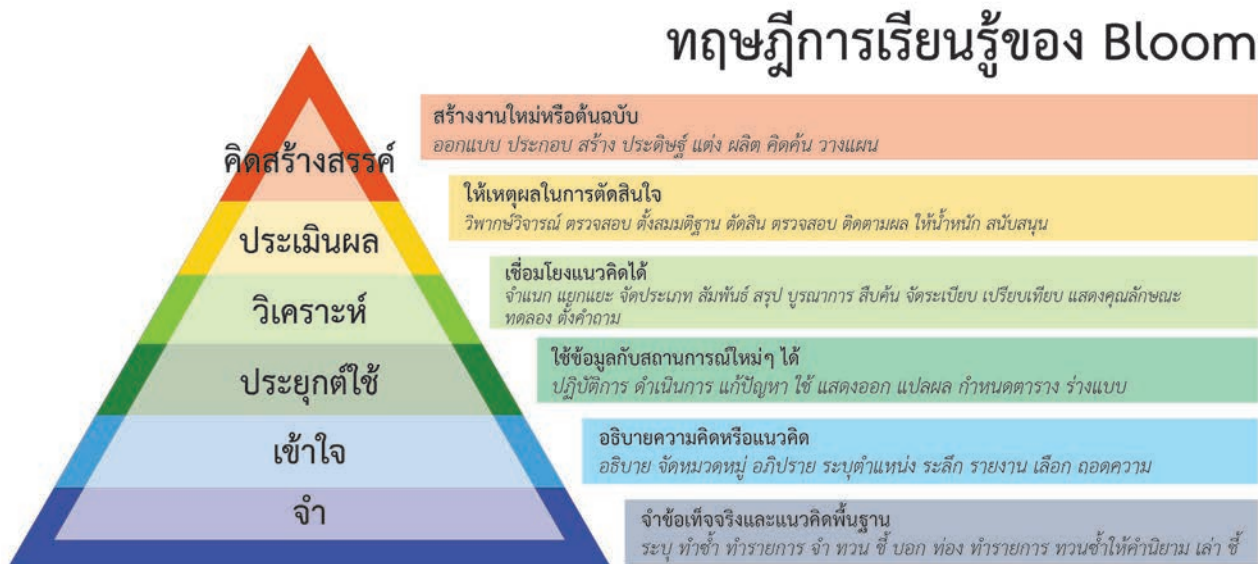 ทฤษฎีการเรียนรู้ของ Bloom
คิดสร้างสรรค์
สร้างงานใหม่หรือต้นฉบับ
ออกแบบ ประกอบ สร้าง ประดิษฐ์ แต่ง ผลิต คิดค้น วางแผน
ประเมินผล
ให้เหตุผลในการตัดสินใจ
วิพากษ์วิจารณ์ ตรวจสอบ ตั้งสมมติฐาน ตัดสิน ตรวจสอบ ติดตามผล ให้น้ำหนัก สนับสนุน
วิเคราะห์
เชื่อมโยงแนวคิดได้
จำแนก แยกแยะ จัดประเภท สัมพันธ์ สรุป บูรณาการ สืบค้น จัดระเบียบ เปรียบเทียบ แสดงคุณลักษณะ
ทดลอง ตั้งคำถาม
ประยุกต์ใช้
ใช้ข้อมูลกับสถานการณ์ใหม่ๆ ได้
ปฏิบัติการ ดำเนินการ แก้ปัญหา ใช้ แสดงออก แปลผล กำหนดตาราง ร่างแบบ
เข้าใจ
อธิบายความคิดหรือแนวคิด
อธิบาย จัดหมวดหมู่ อภิปราย ระบุตำแหน่ง ระลึก รายงาน เลือก ถอดความ
จำ
จำข้อเท็จจริงและแนวคิดพื้นฐาน
ระบุ ทำซ้ำ ทำรายการ จำ ทวน ชี้ บอก ท่อง ทำรายการ ทวนซ้ำให้คำนิยาม เล่า ชี้